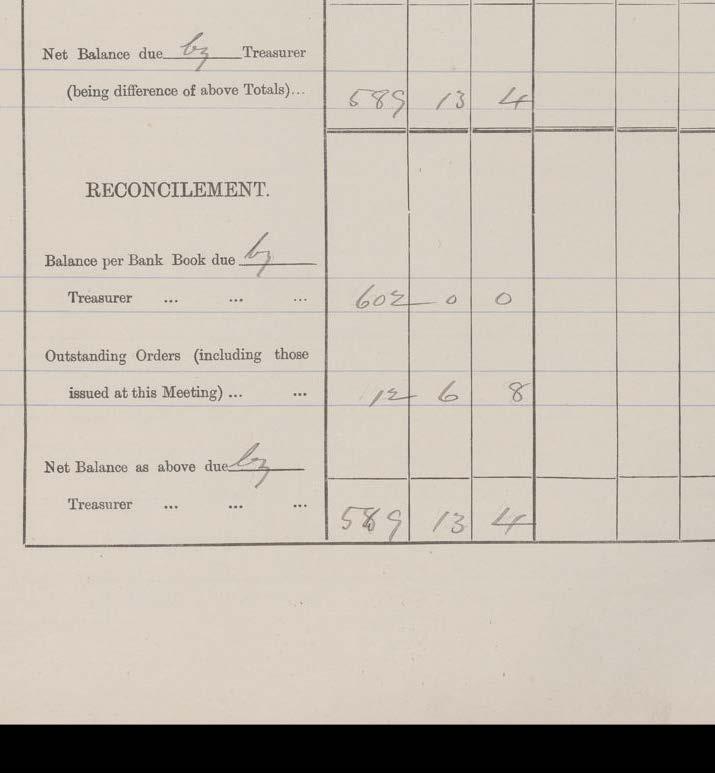 Net Balance due by Treasurer
(being difference of above Totals)... 589 13 4
RECONCILEMENT.
Balance per Bank Book due by
Treasurer ... ... ... 602 0 0
Outstanding Orders (including those
issued at this Meeting) ... ... 12 6 8
Net Balance as above due by
Treasurer ... ... ... 589 13 4